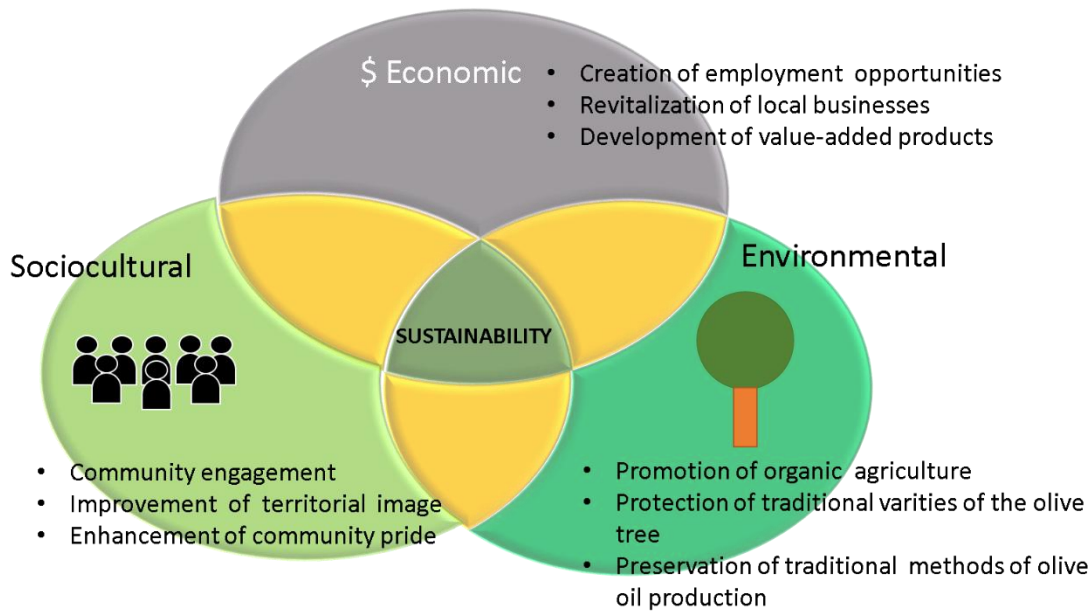 $ Economic
• Creation of employment opportunities
• Revitalization of local businesses
• Development of value-added products
Sociocultural
Environmental
SUSTAINABILITY
• Community engagement
• Improvement of territorial image
• Enhancement of community pride
• Promotion of organic agriculture
• Protection of traditional varities of the olive
tree
• Preservation of traditional methods of olive
oil production